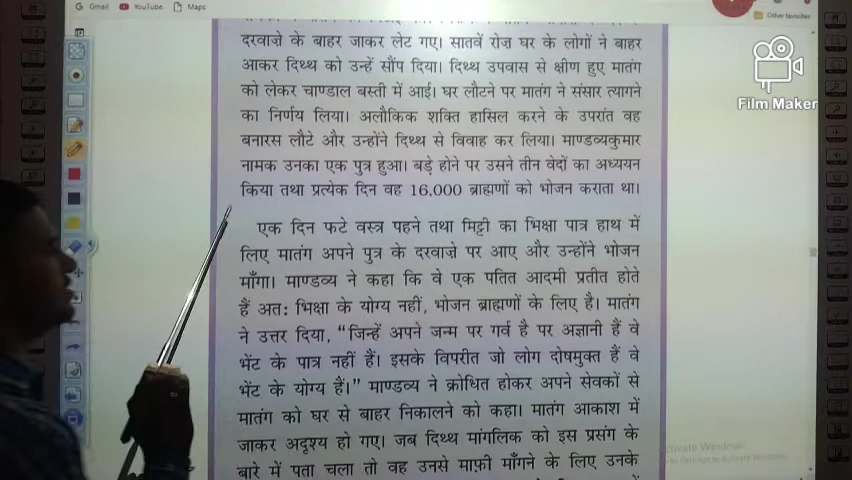 Gmail
YouTube
Maps
Other favorites
दरवाज़े के बाहर जाकर लेट गए। सातवें रोज़ घर के लोगों ने बाहर
आकर दिथ्थ को उन्हें सौंप दिया। दिथ्थ उपवास से क्षीण हुए मातंग
को लेकर चाण्डाल बस्ती में आई। घर लौटने पर मातंग ने संसार त्यागने
का निर्णय लिया। अलौकिक शक्ति हासिल करने के उपरांत वह
बनारस लौटे और उन्होंने दिथ्थ से विवाह कर लिया। माण्डव्यकुमार
नामक उनका एक पुत्र हुआ। बड़े होने पर उसने तीन वेदों का अध्ययन
किया तथा प्रत्येक दिन वह 16,000 ब्राह्मणों को भोजन कराता था।
एक दिन फटे वस्त्र पहने तथा मिट्टी का भिक्षा पात्र हाथ में
लिए मातंग अपने पुत्र के दरवाज़े पर आए और उन्होंने भोजन
माँगा। माण्डव्य ने कहा कि वे एक पतित आदमी प्रतीत होते
हैं अत: भिक्षा के योग्य नहीं, भोजन ब्राह्मणों के लिए है। मातंग
ने उत्तर दिया, “जिन्हें अपने जन्म पर गर्व है पर अज्ञानी हैं वे
भेंट के पात्र नहीं हैं। इसके विपरीत जो लोग दोषमुक्त हैं वे
भेंट के योग्य हैं।” माण्डव्य ने क्रोधित होकर अपने सेवकों से
मातंग को घर से बाहर निकालने को कहा। मातंग आकाश में
जाकर अदृश्य हो गए। जब दिथ्थ मांगलिक को इस प्रसंग के
बारे में पता चला तो वह उनसे माफ़ी माँगने के लिए उनके
Film Maker